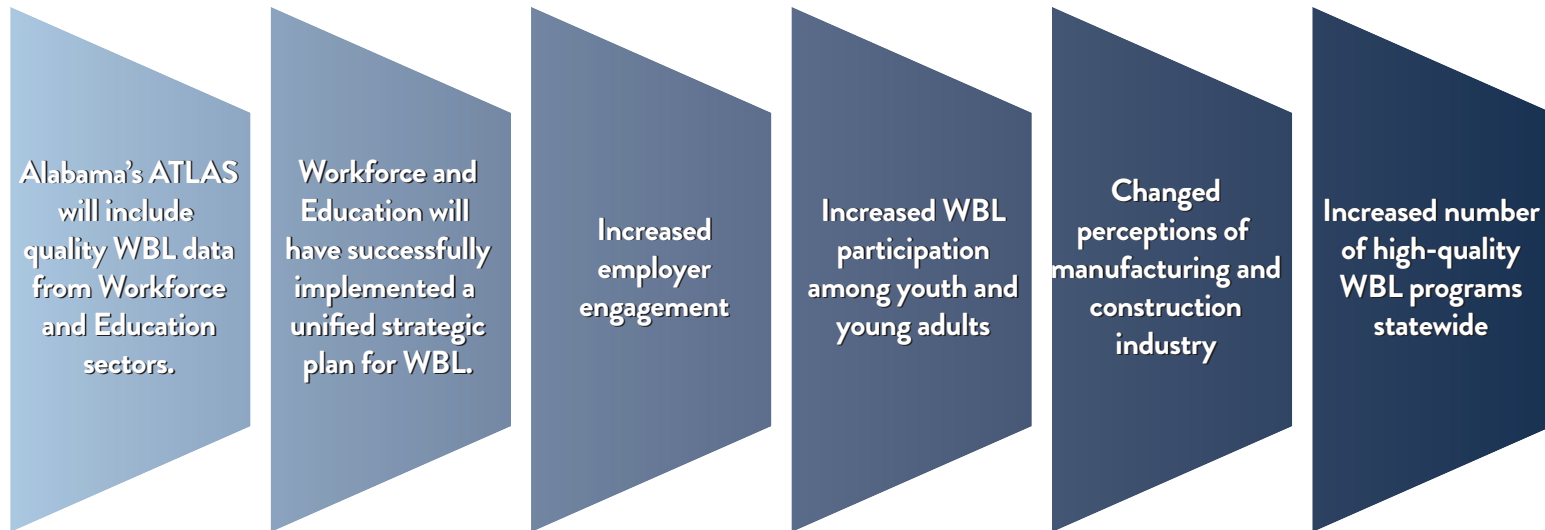 Alabama’s ATLAS
will include
quality WBL data
from Workforce
and Education
sectors.
Workforce and
Education will
have successfully
implemented a
unified strategic
plan for WBL.
Increased
employer
engagement
Increased WBL
participation
among youth and
young adults
Changed
perceptions of
manufacturing and
construction
industry
Increased number
of high-quality
WBL programs
statewide